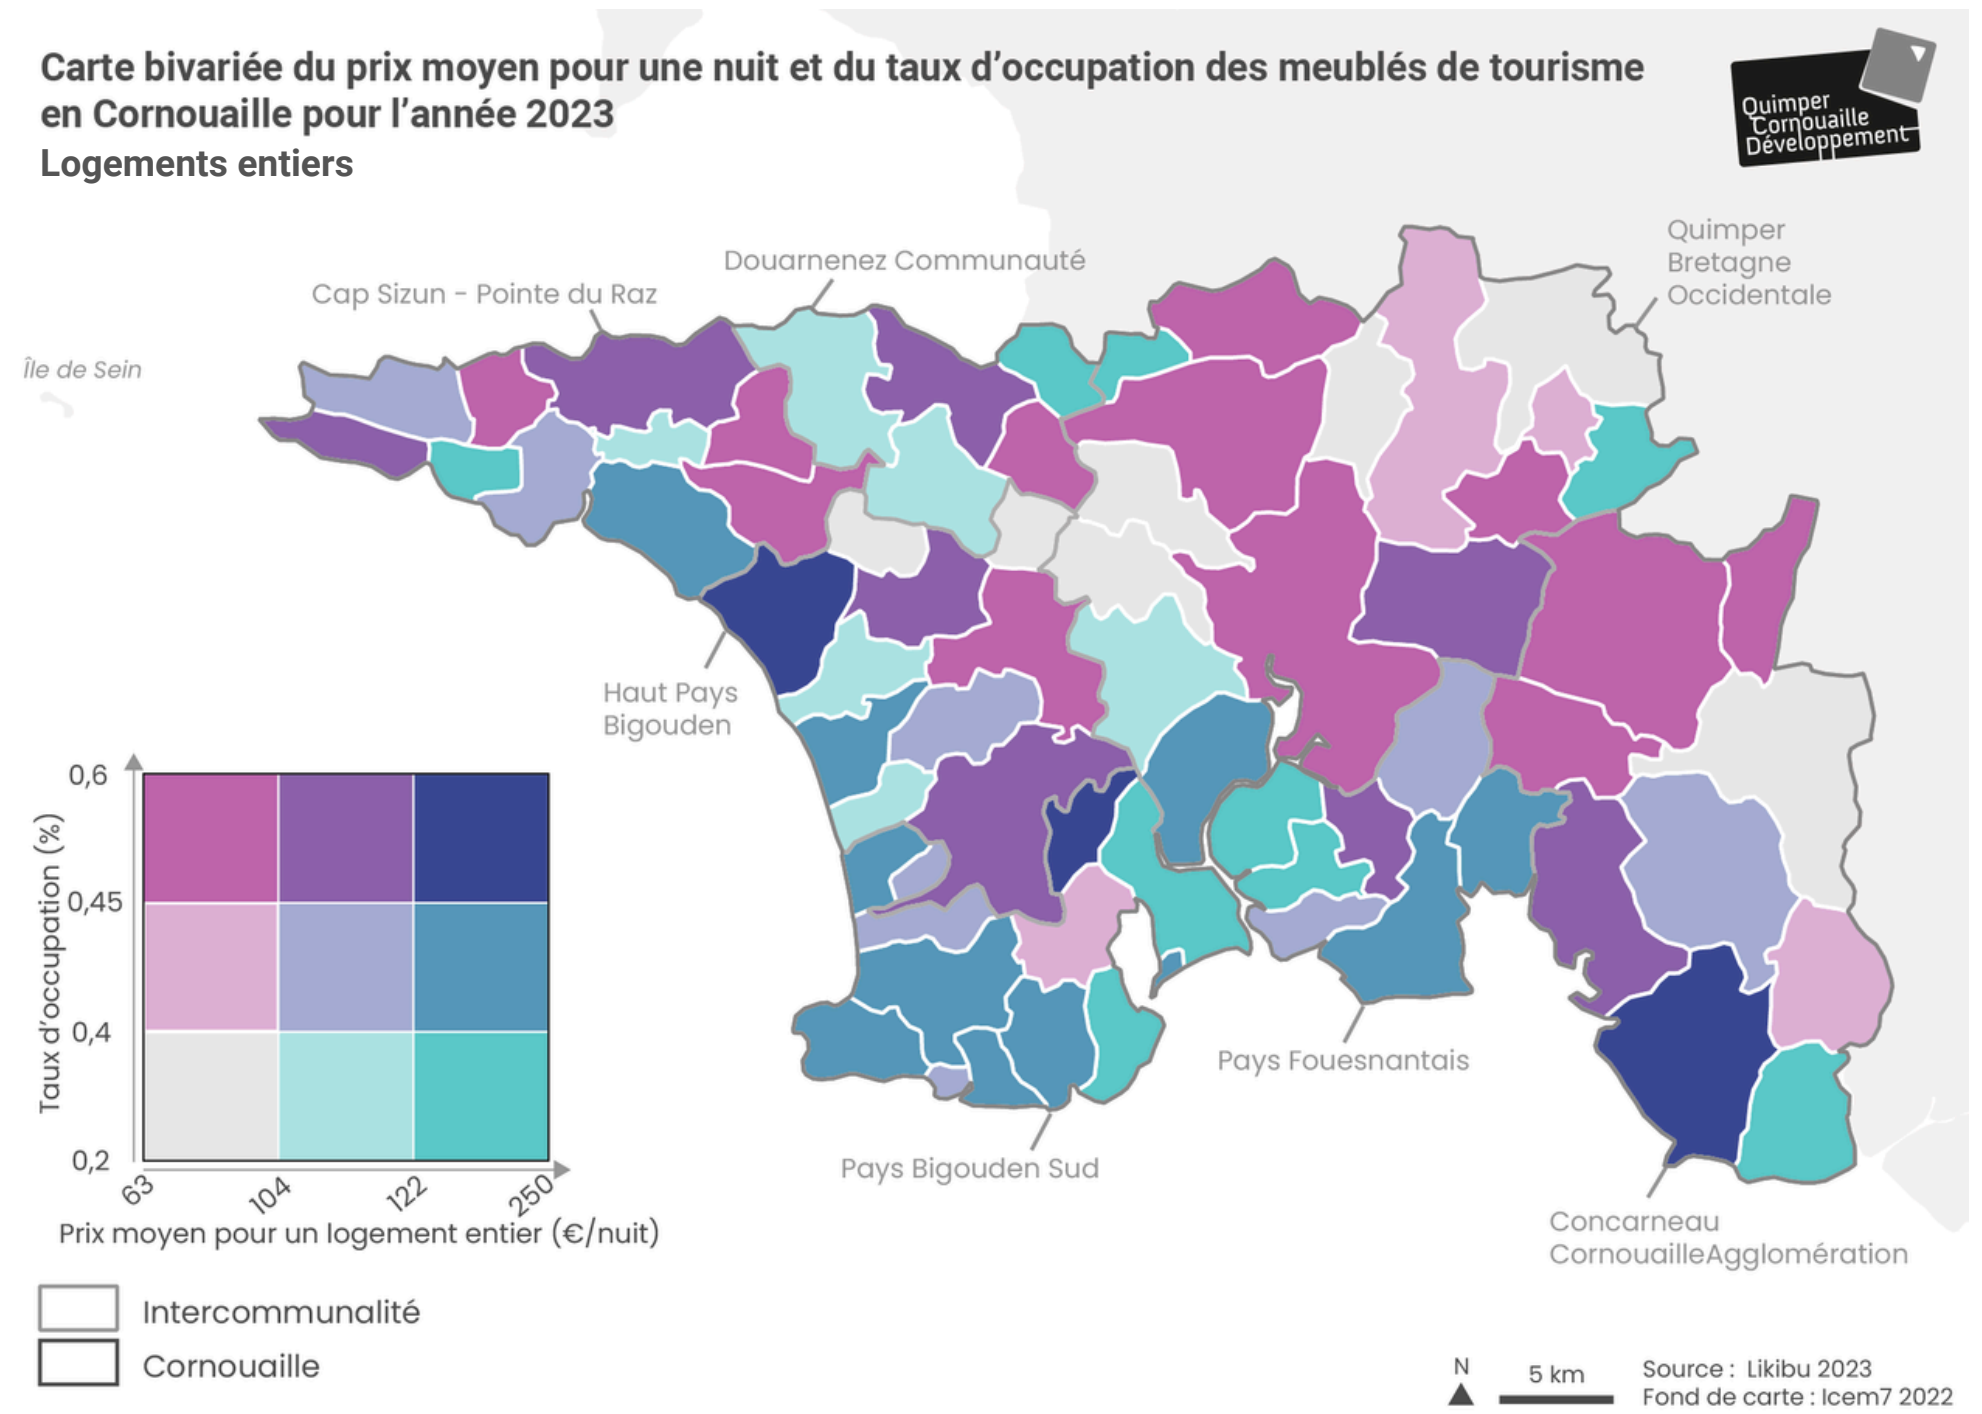 Carte bivariée du prix moyen pour une nuit et du taux d’occupation des meublés de tourisme
en Cornouaille pour l’année 2023
Logements entiers
Quimper
Cornouaille
Développement
Quimper
Bretagne
Occidentale
Douarnenez Communauté
Cap Sizun - Pointe du Raz
Île de Sein
Haut Pays
Bigouden
Pays Fouesnantais
Pays Bigouden Sud
Concarneau
CornouailleAgglomération
Taux d’occupation (%)
0,6
0,45
0,4
0,2
63
104
122
250
Prix moyen pour un logement entier (€/nuit)
Intercommunalité
Cornouaille
N
5 km
Source : Likibu 2023
Fond de carte : Icem7 2022